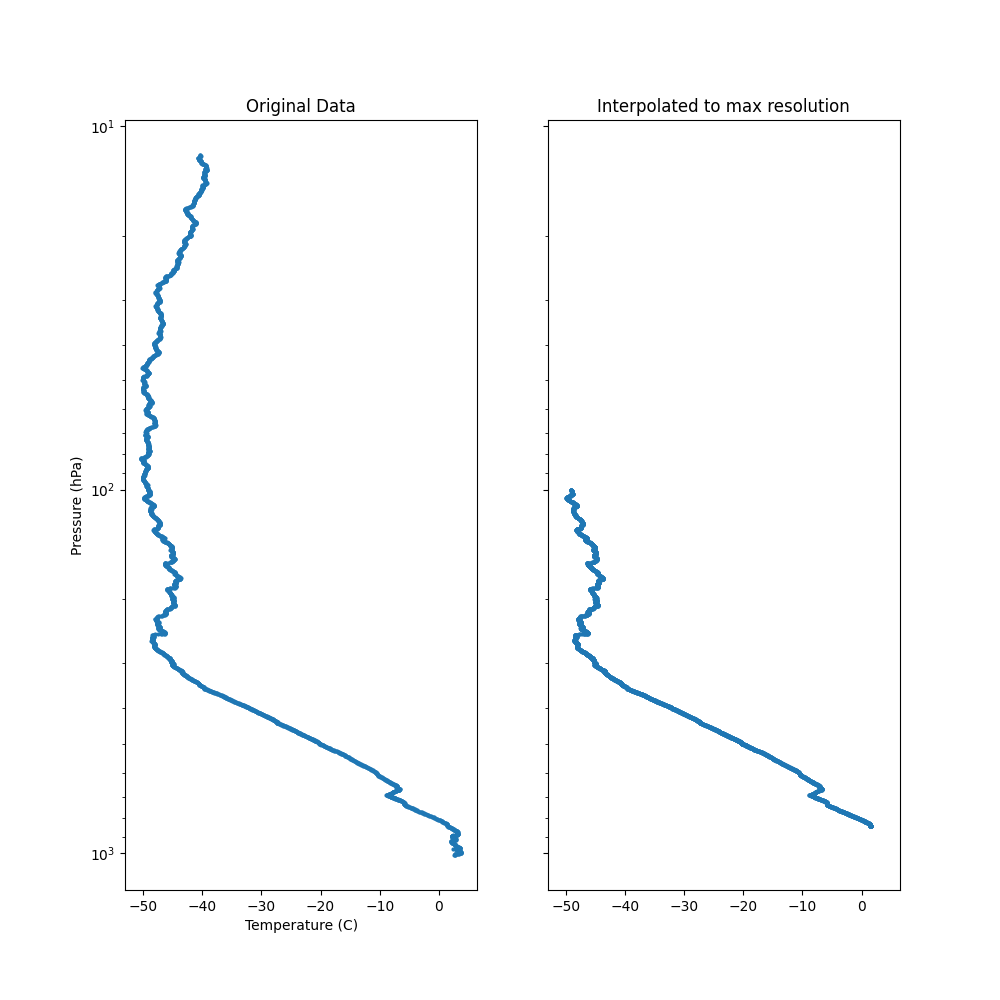 Original Data
Interpolated to max resolution
10¹
10²
10³
Pressure (hPa)
−50 −40 −30 −20 −10 0
−50 −40 −30 −20 −10 0
Temperature (C)